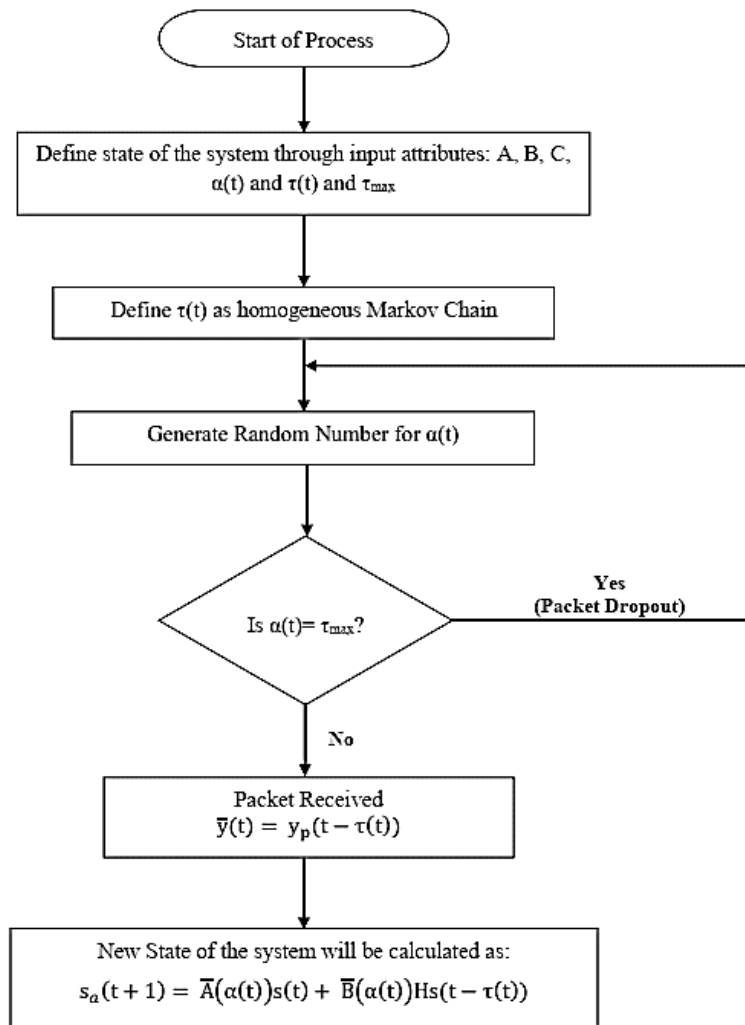 Start of Process
Define state of the system through input attributes: A, B, C,
α(t) and τ(t) and τmax
Define τ(t) as homogeneous Markov Chain
Generate Random Number for α(t)
Is α(t)= τmax?
Yes
(Packet Dropout)
No
Packet Received
y̅(t) = yₚ(t − τ(t))
New State of the system will be calculated as:
sₐ(t + 1) = A̅(α(t))s(t) + B̅(α(t))Hs(t − τ(t))